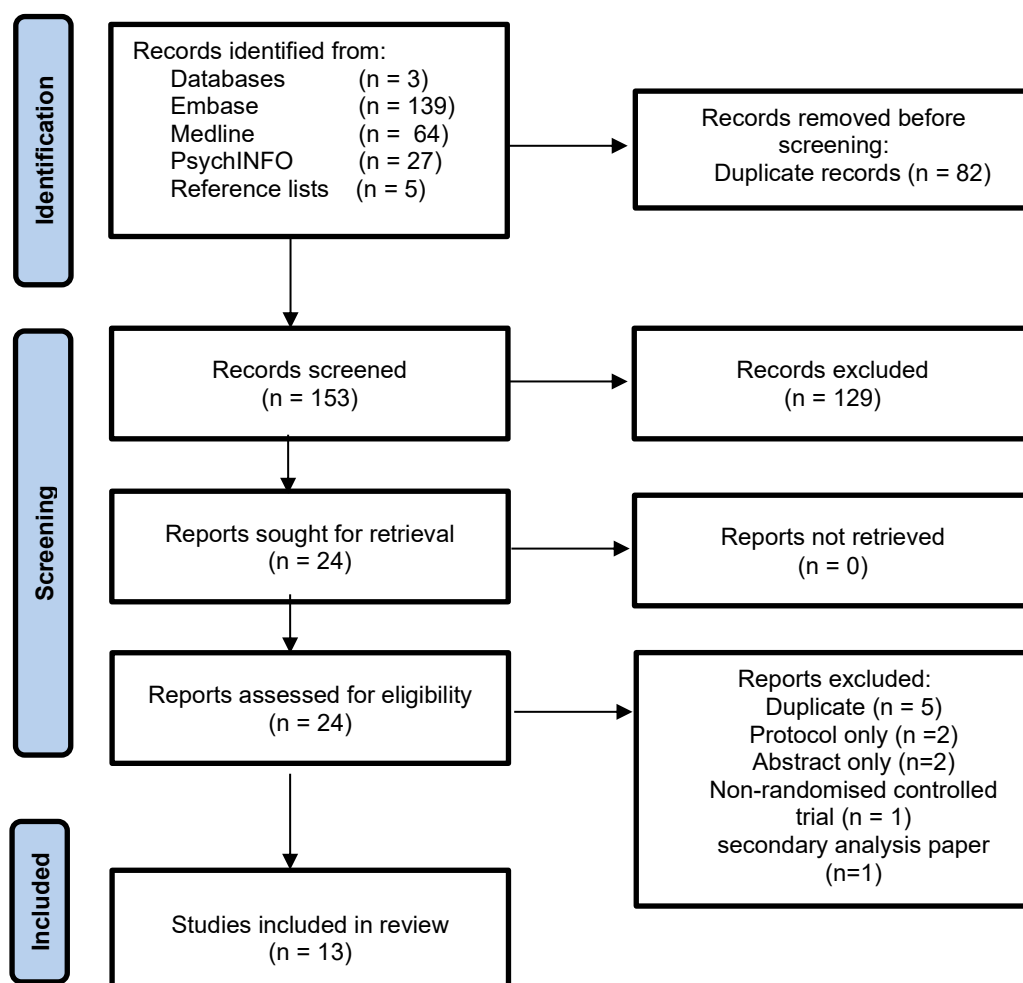 Identification
Records identified from:
Databases (n = 3)
Embase (n = 139)
Medline (n = 64)
PsychINFO (n = 27)
Reference lists (n = 5)
Records removed before
screening:
Duplicate records (n = 82)
Screening
Records screened
(n = 153)
Records excluded
(n = 129)
Reports sought for retrieval
(n = 24)
Reports not retrieved
(n = 0)
Reports assessed for eligibility
(n = 24)
Reports excluded:
Duplicate (n = 5)
Protocol only (n =2)
Abstract only (n=2)
Non-randomised controlled
trial (n = 1)
secondary analysis paper
(n=1)
Included
Studies included in review
(n = 13)